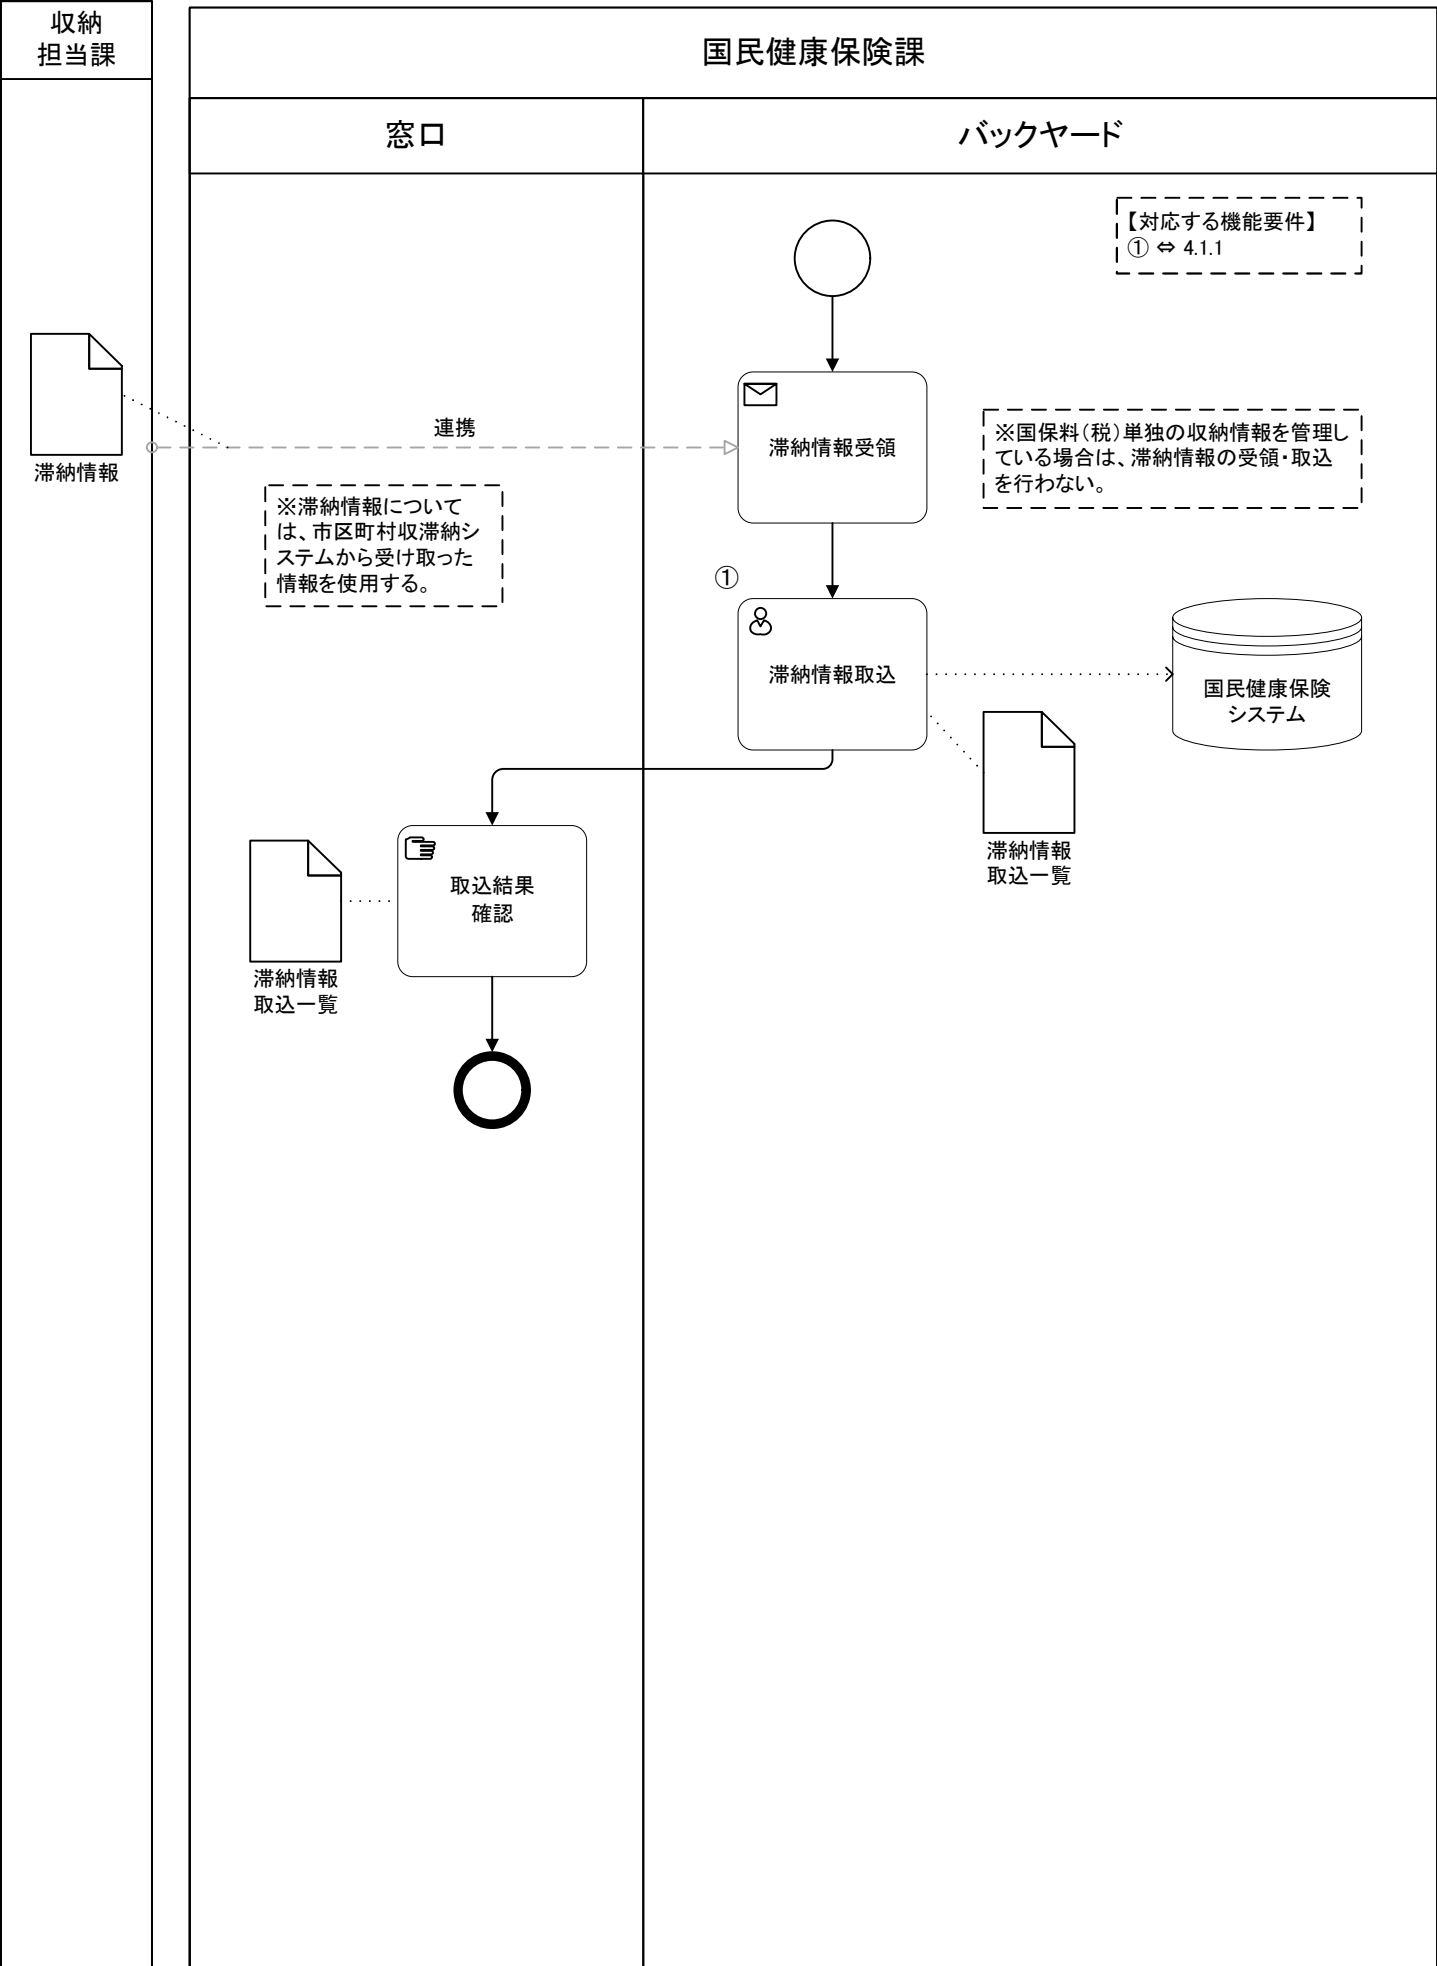 収納
担当課
国民健康保険課
窓口
バックヤード
【対応する機能要件】
① ⇔ 4.1.1
滞納情報
連携
滞納情報受領
※国保料（税）単独の収納情報を管理し
ている場合は、滞納情報の受領・取込
を行わない。
※滞納情報について
は、市区町村収滞納シ
ステムから受け取った
情報を使用する。
①
滞納情報取込
国民健康保険
システム
滞納情報
取込一覧
取込結果
確認
滞納情報
取込一覧